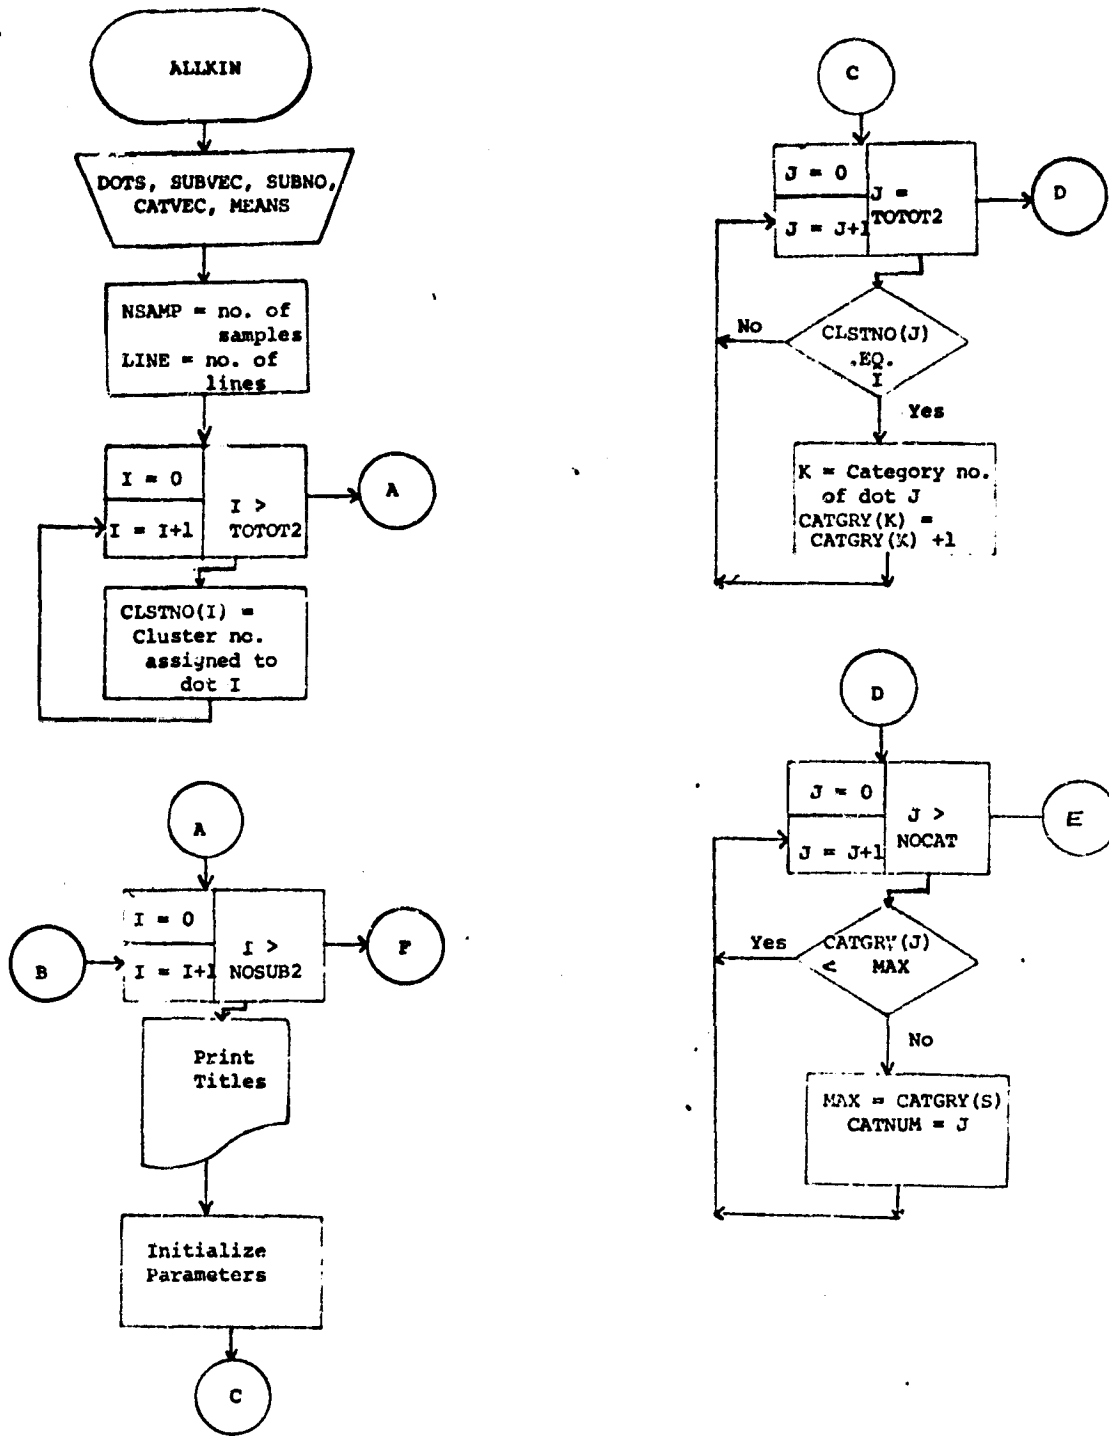 ALLKIN
DOTS, SUBVEC, SUBNO,
CATVEC, MEANS
NSAMP = no. of
samples
LINE = no. of
lines
I = 0
I = I+1
I >
TOTOT2
A
CLSTNO(I) =
Cluster no.
assigned to
dot I
A
I = 0
B
I = I+1
I >
NOSUB2
F
Print
Titles
Initialize
Parameters
C
C
J = 0
J = J+1
J =
TOTOT2
D
No
CLSTNO(J)
.EQ.
I
Yes
K = Category no.
of dot J
CATGRY(K) =
CATGRY(K) +1
D
J = 0
J = J+1
J >
NOCAT
E
Yes
CATGRY(J)
< MAX
No
MAX = CATGRY(S)
CATNUM = J